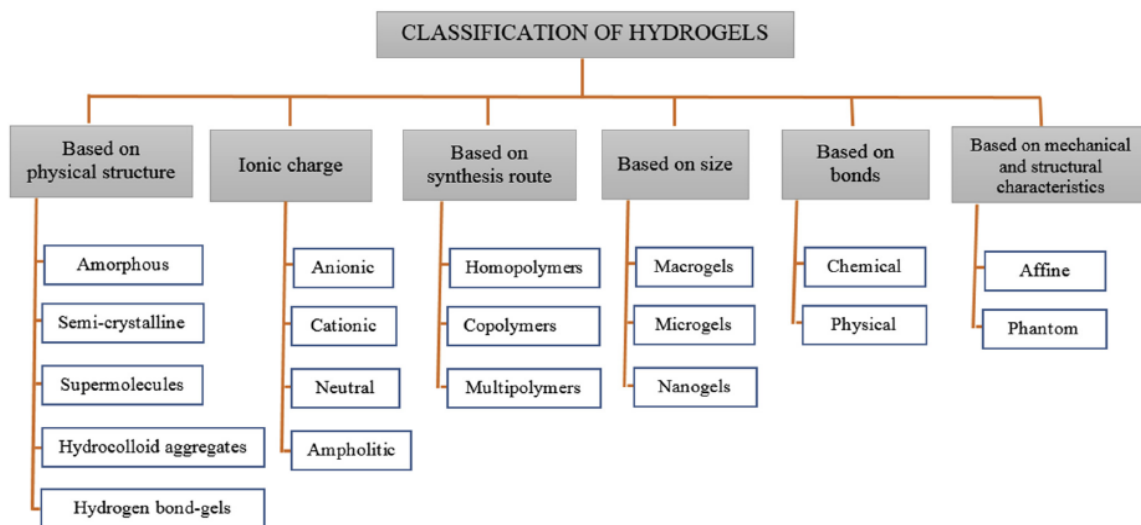 CLASSIFICATION OF HYDROGELS
Based on
physical structure
Amorphous
Semi-crystalline
Supermolecules
Hydrocolloid aggregates
Hydrogen bond-gels
Ionic charge
Anionic
Cationic
Neutral
Ampholitic
Based on
synthesis route
Homopolymers
Copolymers
Multipolymers
Based on size
Macrogels
Microgels
Nanogels
Based on
bonds
Chemical
Physical
Based on mechanical
and structural
characteristics
Affine
Phantom